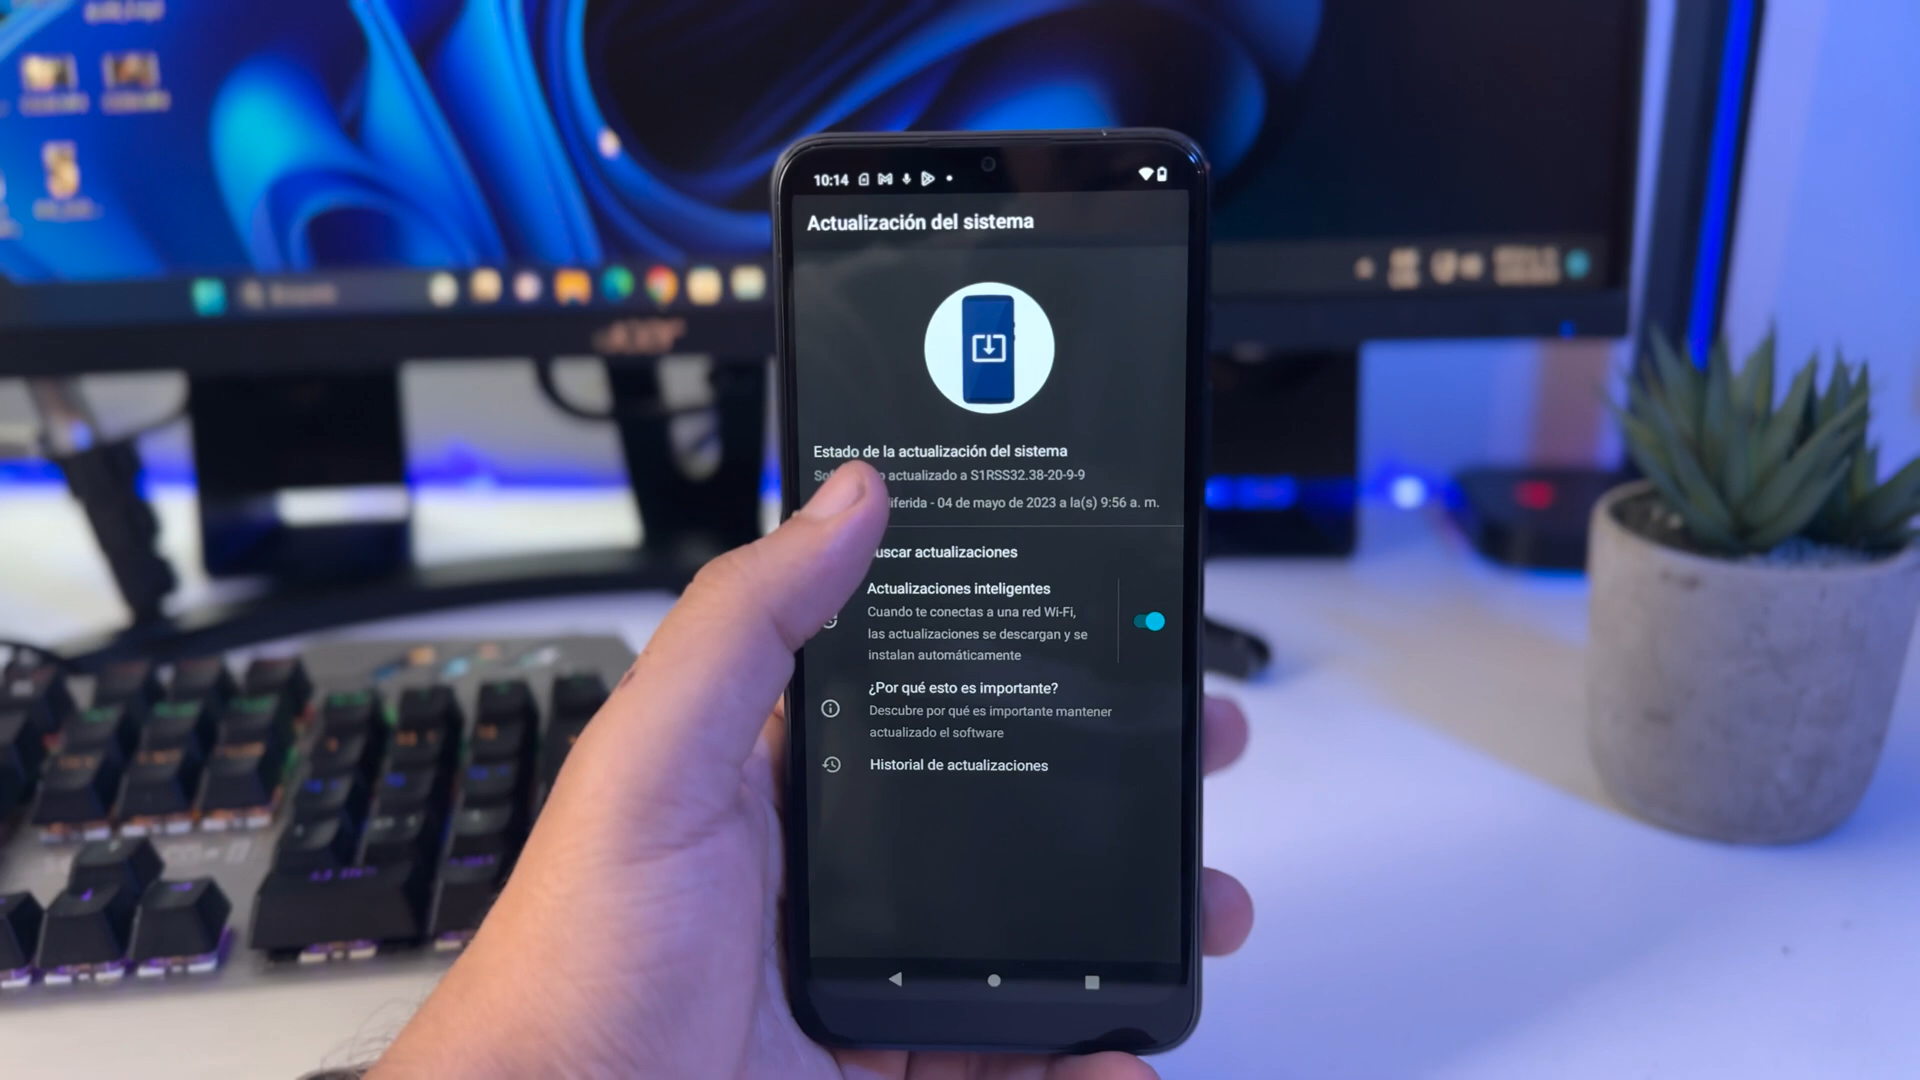 10:14
Actualización del sistema
Estado de la actualización del sistema
actualizado a S1RSS32.38-20-9-9
- 04 de mayo de 2023 a la(s) 9:56 a. m.
actualizaciones
Actualizaciones inteligentes
Cuando te conectas a una red Wi-Fi,
las actualizaciones se descargan y se
instalan automáticamente
¿Por qué esto es importante?
Descubre por qué es importante mantener
actualizado el software
Historial de actualizaciones